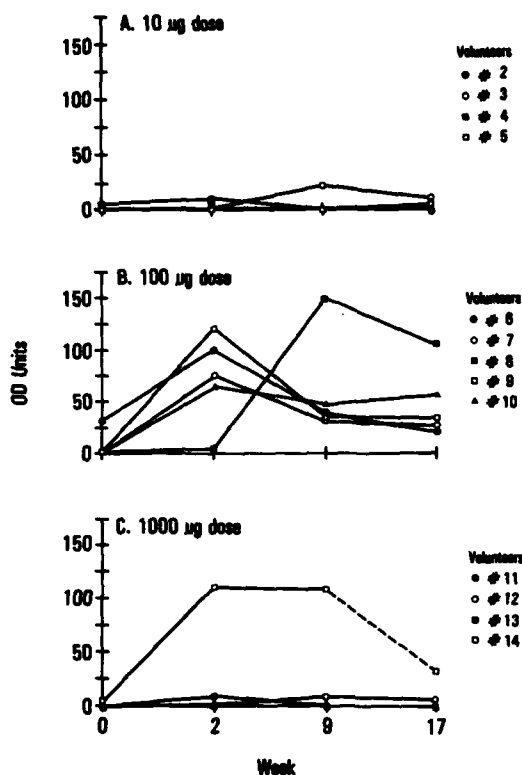 A. 10 µg dose
150
100
50
0
Volunteers
# 2
# 3
# 4
# 5
B. 100 µg dose
150
100
50
0
OD Units
Volunteers
# 6
# 7
# 8
# 9
# 10
C. 1000 µg dose
150
100
50
0
Volunteers
# 11
# 12
# 13
# 14
0 2 9 17
Week